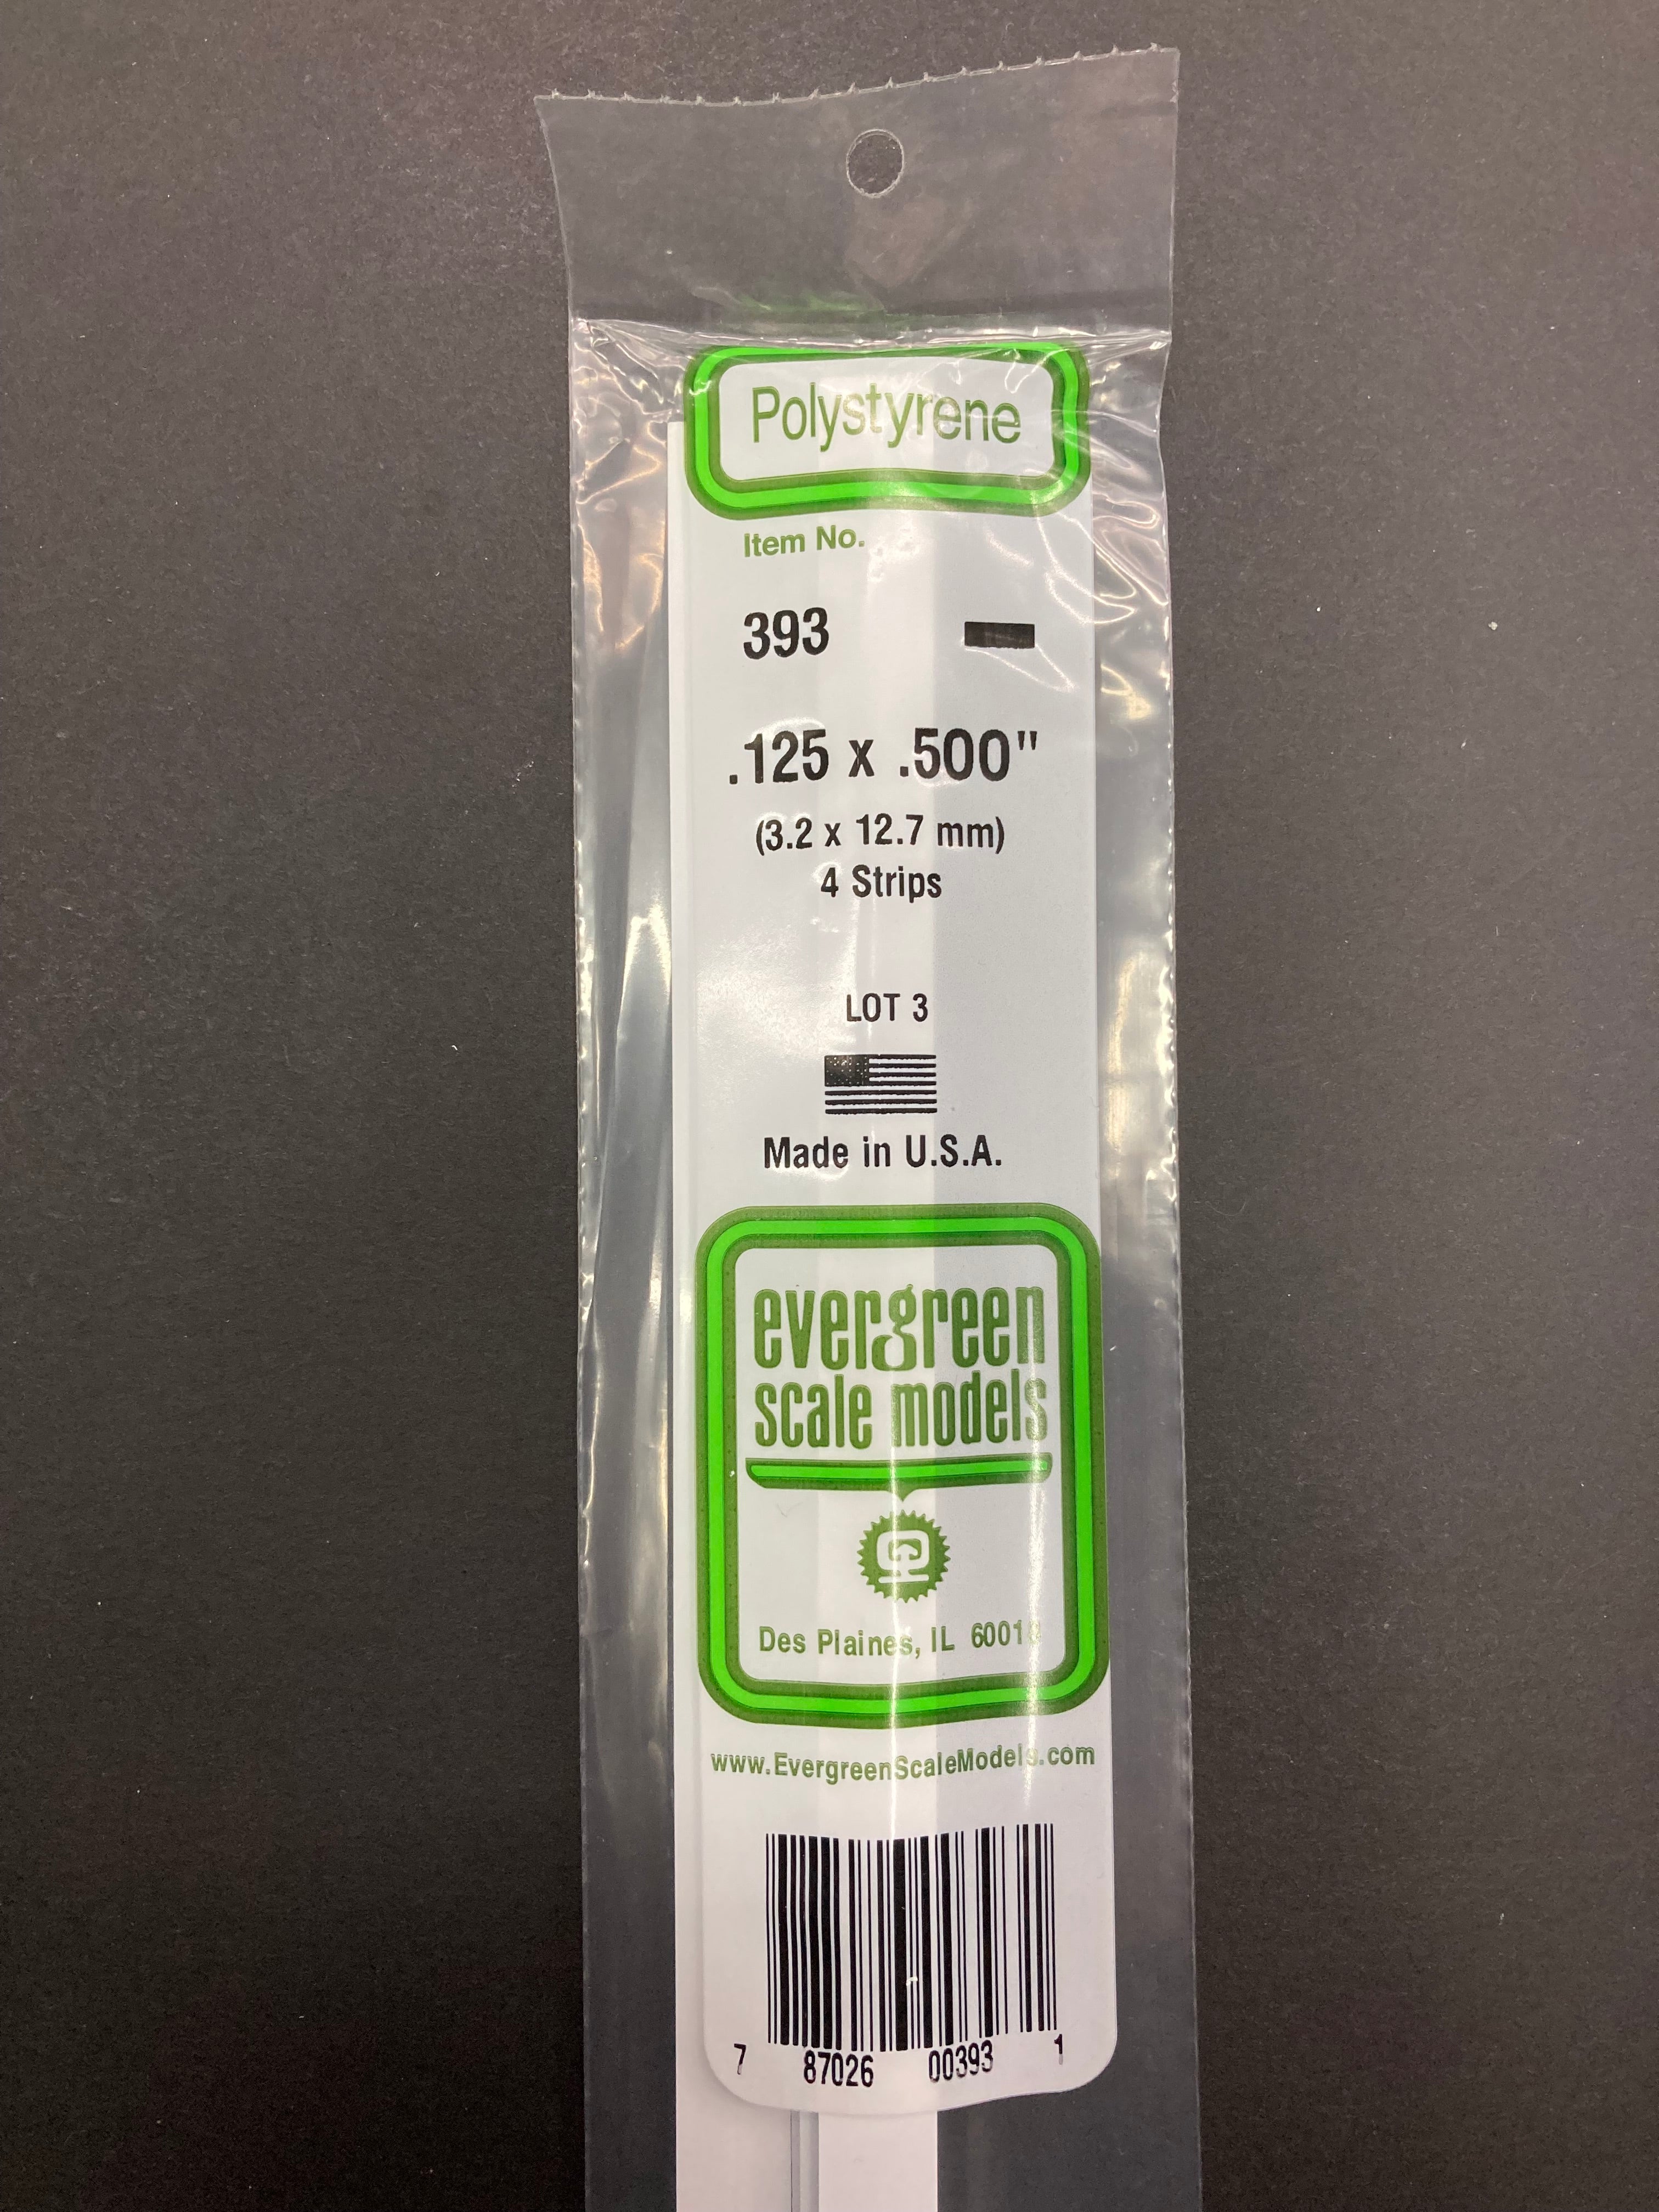 Polystyrene
Item No.
393
.125 x .500"
(3.2 x 12.7 mm)
4 Strips
LOT 3
Made in U.S.A.
evergreen
scale models
Des Plaines, IL
www.EvergreenScaleModels.com
7 87026 00393 1